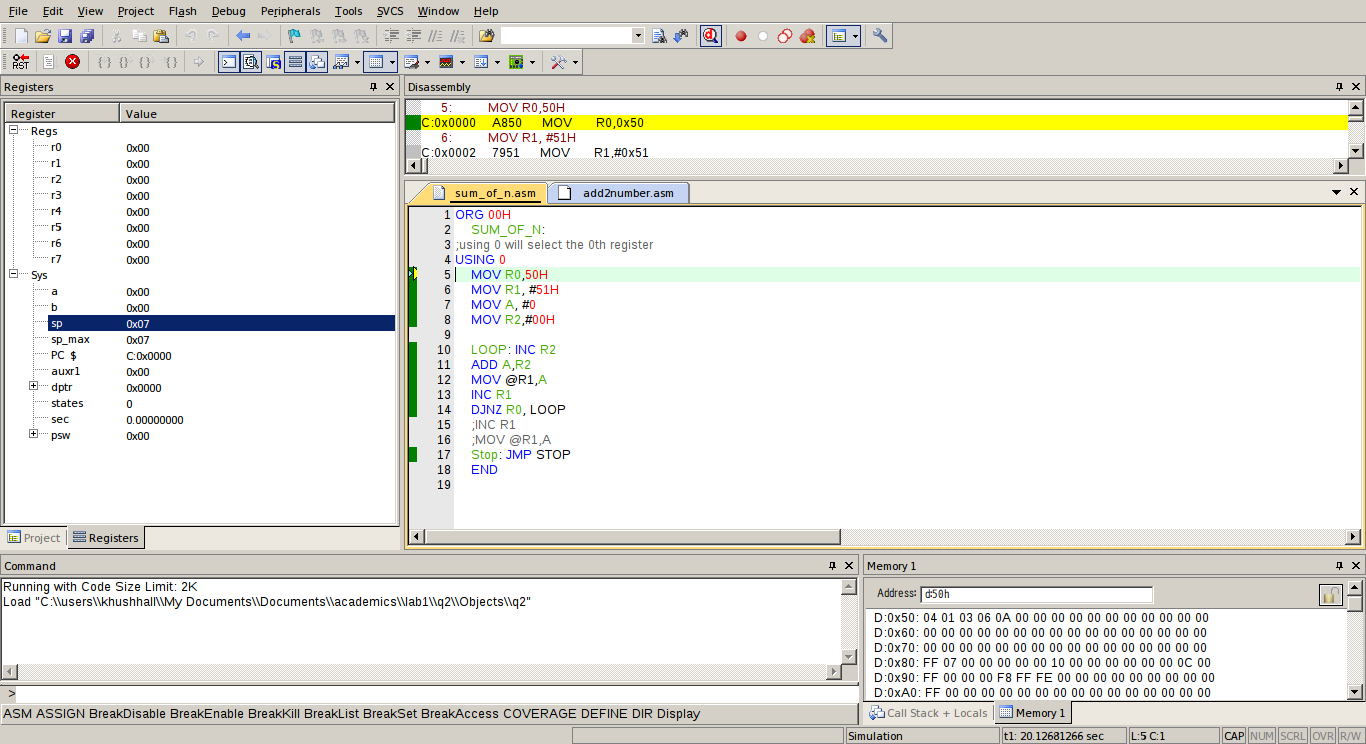 File Edit View Project Flash Debug Peripherals Tools SVCS Window Help
RST
Registers
Register Value
Regs
r0 0x00
r1 0x00
r2 0x00
r3 0x00
r4 0x00
r5 0x00
r6 0x00
r7 0x00
Sys
a 0x00
b 0x00
sp 0x07
sp_max 0x07
PC $ C:0x0000
auxr1 0x00
dptr 0x0000
states 0
sec 0.00000000
psw 0x00
Project Registers
Disassembly
5: MOV R0,50H
C:0x0000 A850 MOV R0,0x50
6: MOV R1, #51H
C:0x0002 7951 MOV R1,#0x51
sum_of_n.asm add2number.asm
1 ORG 00H
2 SUM_OF_N:
3 ;using 0 will select the 0th register
4 USING 0
5 MOV R0,50H
6 MOV R1, #51H
7 MOV A, #0
8 MOV R2,#00H
9
10 LOOP: INC R2
11 ADD A,R2
12 MOV @R1,A
13 INC R1
14 DJNZ R0, LOOP
15 ;INC R1
16 ;MOV @R1,A
17 Stop: JMP STOP
18 END
19
Command
Running with Code Size Limit: 2K
Load "C:\\users\\khushhall\\My Documents\\Documents\\academics\\lab1\\q2\\Objects\\q2"
>
ASM ASSIGN BreakDisable BreakEnable BreakKill BreakList BreakSet BreakAccess COVERAGE DEFINE DIR Display
Memory 1
Address: d:50h
D:0x50: 04 01 03 06 0A 00 00 00 00 00 00 00 00 00 00 00
D:0x60: 00 00 00 00 00 00 00 00 00 00 00 00 00 00 00 00
D:0x70: 00 00 00 00 00 00 00 00 00 00 00 00 00 00 00 00
D:0x80: FF 07 00 00 00 00 00 10 00 00 00 00 00 00 0C 00
D:0x90: FF 00 00 00 F8 FF FE 00 00 00 00 00 00 00 00 00
D:0xA0: FF 00 00 00 00 00 00 00 00 00 00 00 00 00 00 00
Call Stack + Locals Memory 1
Simulation t1: 20.12681266 sec L:5 C:1 CAP NUM SCRL OVR R/W